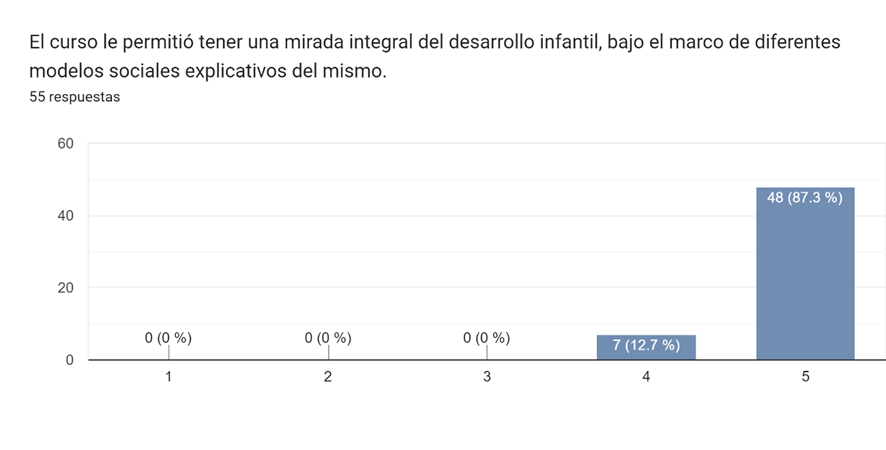 El curso le permitió tener una mirada integral del desarrollo infantil, bajo el marco de diferentes
modelos sociales explicativos del mismo.
55 respuestas
60
40
20
0
0 (0 %)
0 (0 %)
0 (0 %)
7 (12.7 %)
48 (87.3 %)
1
2
3
4
5